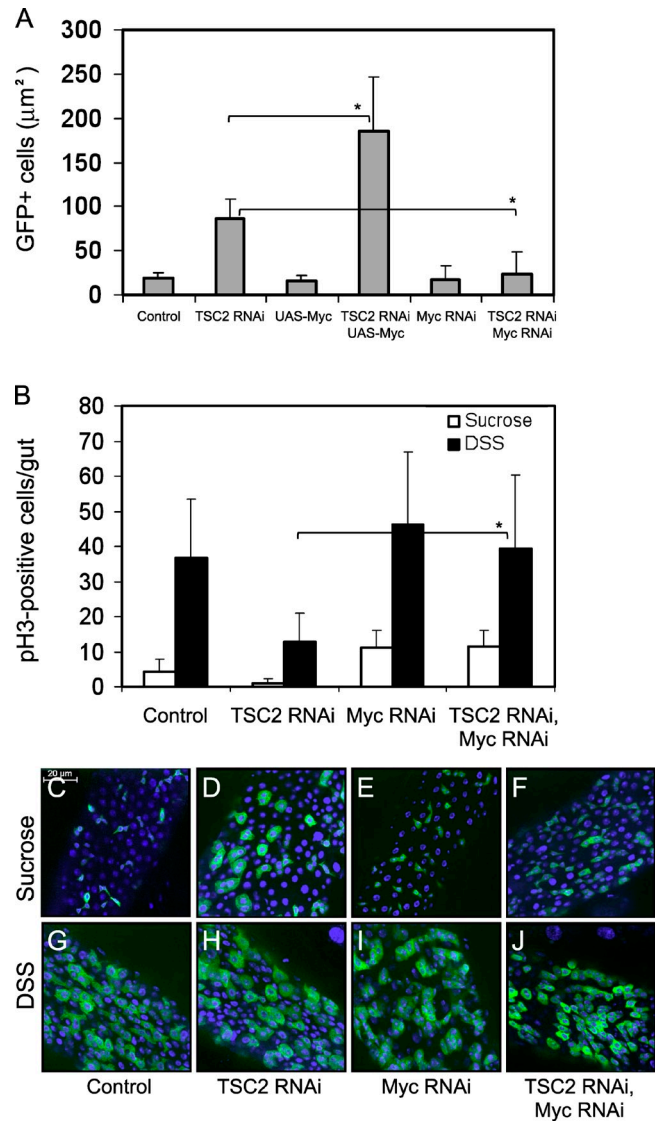 A
GFP+ cells (μm²)
300
250
200
150
100
50
0
*
*
Control
TSC2 RNAi
UAS-Myc
TSC2 RNAi
UAS-Myc
Myc RNAi
TSC2 RNAi
Myc RNAi
B
pH3-positive cells/gut
80
70
60
50
40
30
20
10
0
Sucrose
DSS
*
Control
TSC2 RNAi
Myc RNAi
TSC2 RNAi,
Myc RNAi
Sucrose
20 μm
C
D
E
F
DSS
G
H
I
J
Control
TSC2 RNAi
Myc RNAi
TSC2 RNAi,
Myc RNAi